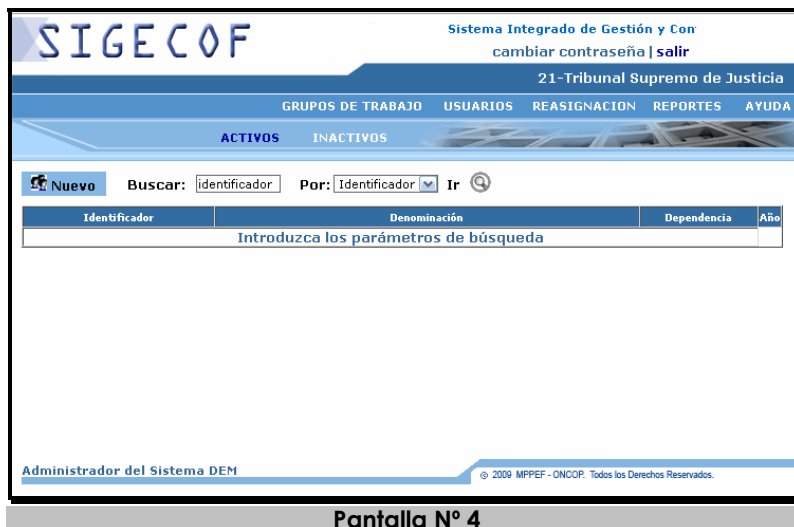 SIGECOF
Sistema Integrado de Gestión y Con
cambiar contraseña | salir
21-Tribunal Supremo de Justicia
GRUPOS DE TRABAJO USUARIOS REASIGNACION REPORTES AYUDA
ACTIVOS INACTIVOS
Nuevo Buscar: identificador Por: Identificador Ir
Identificador Denominación Dependencia Año
Introduzca los parámetros de búsqueda
Administrador del Sistema DEM
© 2009 MPPEF - ONCOP. Todos los Derechos Reservados.
Pantalla Nº 4